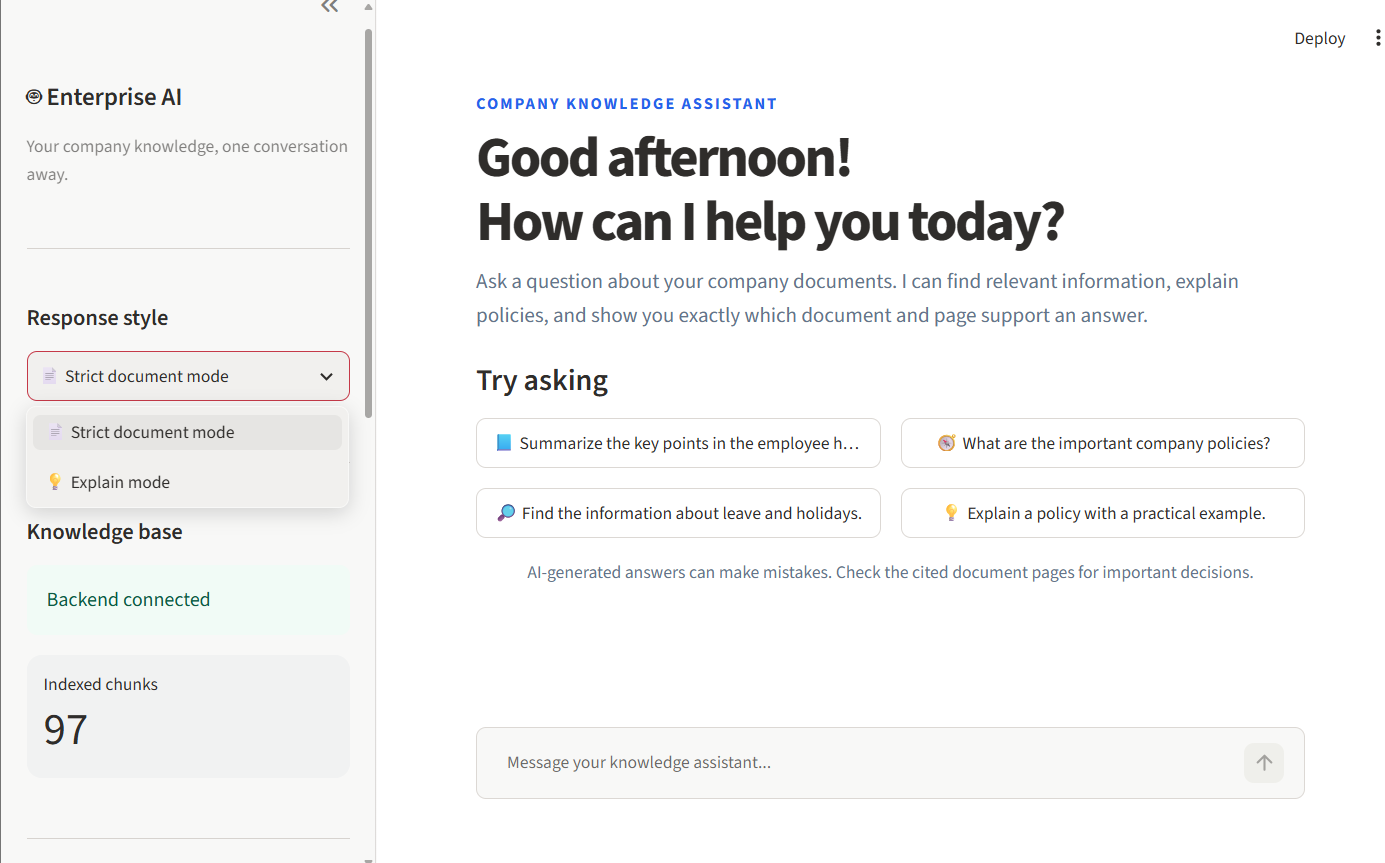 Enterprise AI
Your company knowledge, one conversation
away.
Response style
Strict document mode
Strict document mode
Explain mode
Knowledge base
Backend connected
Indexed chunks
97
Deploy
COMPANY KNOWLEDGE ASSISTANT
Good afternoon!
How can I help you today?
Ask a question about your company documents. I can find relevant information, explain
policies, and show you exactly which document and page support an answer.
Try asking
Summarize the key points in the employee h...
What are the important company policies?
Find the information about leave and holidays.
Explain a policy with a practical example.
AI-generated answers can make mistakes. Check the cited document pages for important decisions.
Message your knowledge assistant...